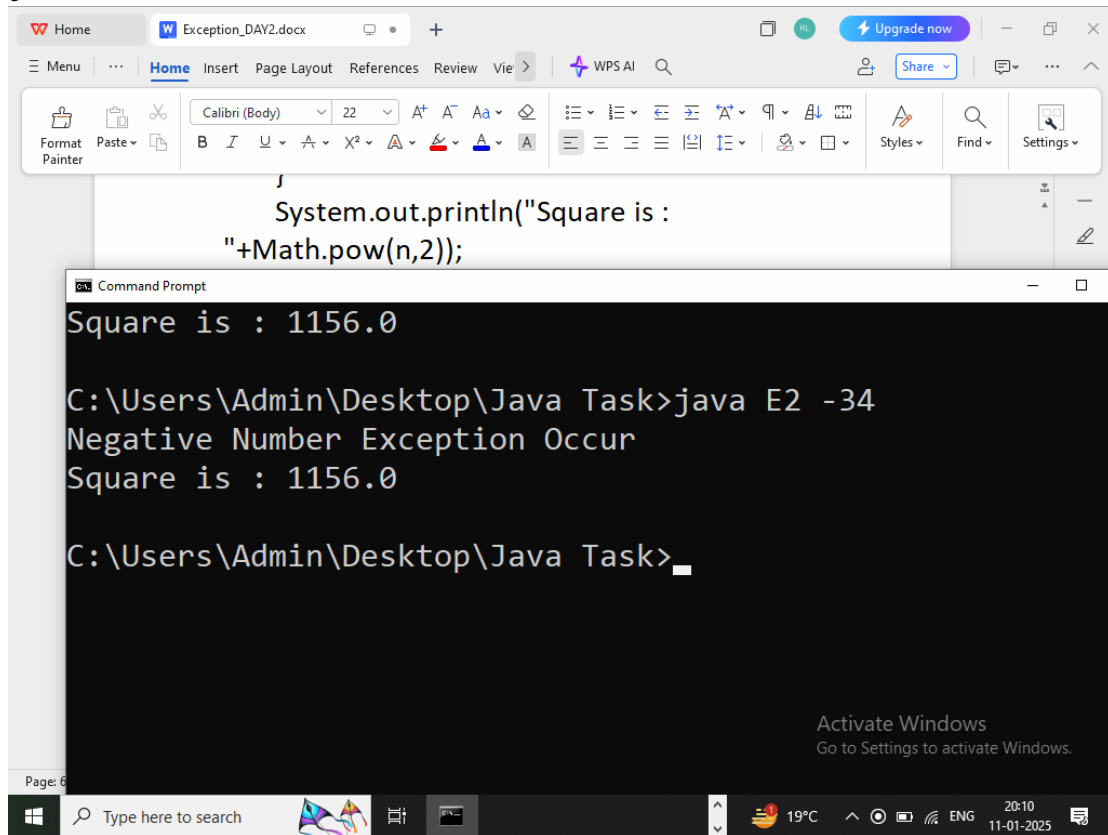 Home
Exception_DAY2.docx
RL
Upgrade now
Menu
Home Insert Page Layout References Review Vie
WPS AI
Share
Calibri (Body) 22
Format Painter
Paste
Styles
Find
Settings
}
System.out.println("Square is :
"+Math.pow(n,2));
Command Prompt
Square is : 1156.0
C:\Users\Admin\Desktop\Java Task>java E2 -34
Negative Number Exception Occur
Square is : 1156.0
C:\Users\Admin\Desktop\Java Task>
Activate Windows
Go to Settings to activate Windows.
Page: 6
Type here to search
1
19°C
ENG
20:10
11-01-2025